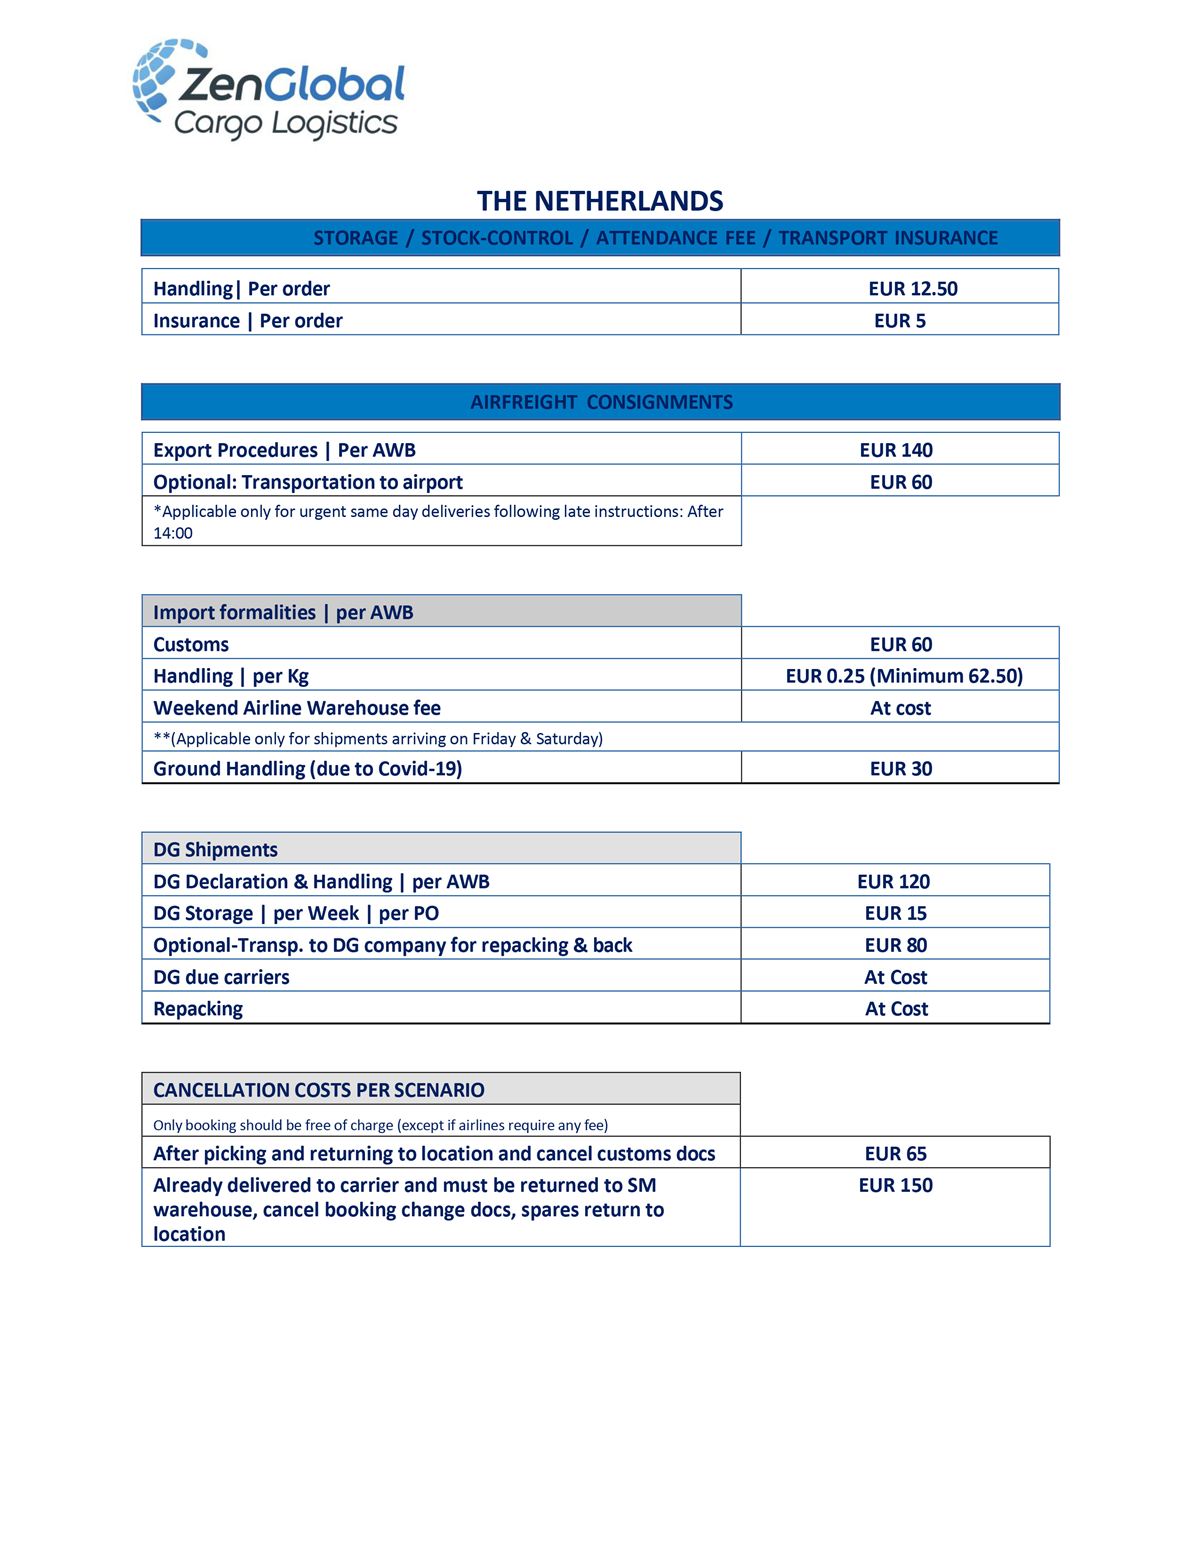 ZenGlobal
Cargo Logistics
THE NETHERLANDS
STORAGE / STOCK-CONTROL / ATTENDANCE FEE / TRANSPORT INSURANCE
Handling| Per order EUR 12.50
Insurance | Per order EUR 5
AIRFREIGHT CONSIGNMENTS
Export Procedures | Per AWB EUR 140
Optional: Transportation to airport EUR 60
*Applicable only for urgent same day deliveries following late instructions: After
14:00
Import formalities | per AWB
Customs EUR 60
Handling | per Kg EUR 0.25 (Minimum 62.50)
Weekend Airline Warehouse fee At cost
**(Applicable only for shipments arriving on Friday & Saturday)
Ground Handling (due to Covid-19) EUR 30
DG Shipments
DG Declaration & Handling | per AWB EUR 120
DG Storage | per Week | per PO EUR 15
Optional-Transp. to DG company for repacking & back EUR 80
DG due carriers At Cost
Repacking At Cost
CANCELLATION COSTS PER SCENARIO
Only booking should be free of charge (except if airlines require any fee)
After picking and returning to location and cancel customs docs EUR 65
Already delivered to carrier and must be returned to SM EUR 150
warehouse, cancel booking change docs, spares return to
location